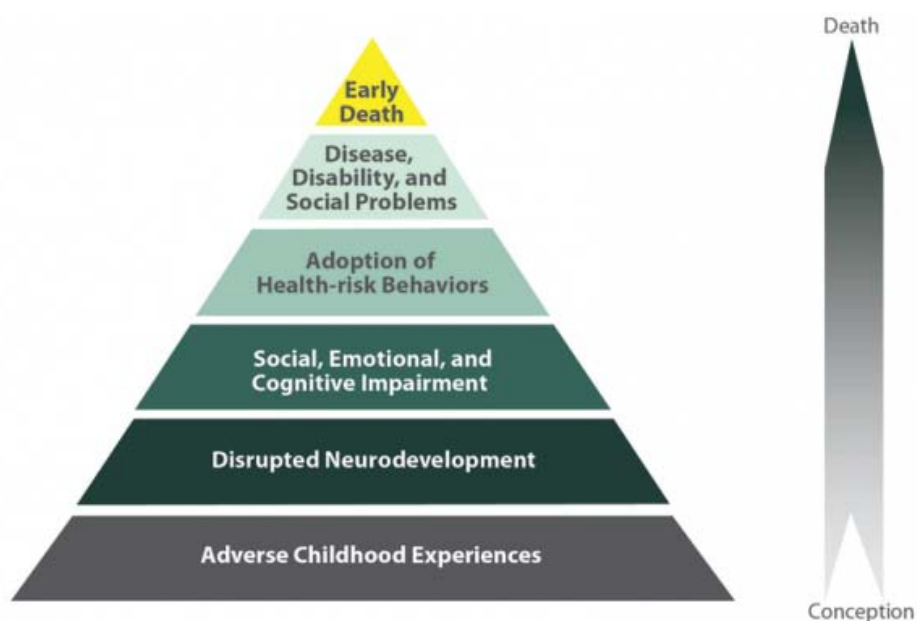 Death
Early
Death
Disease,
Disability, and
Social Problems
Adoption of
Health-risk Behaviors
Social, Emotional, and
Cognitive Impairment
Disrupted Neurodevelopment
Adverse Childhood Experiences
Conception